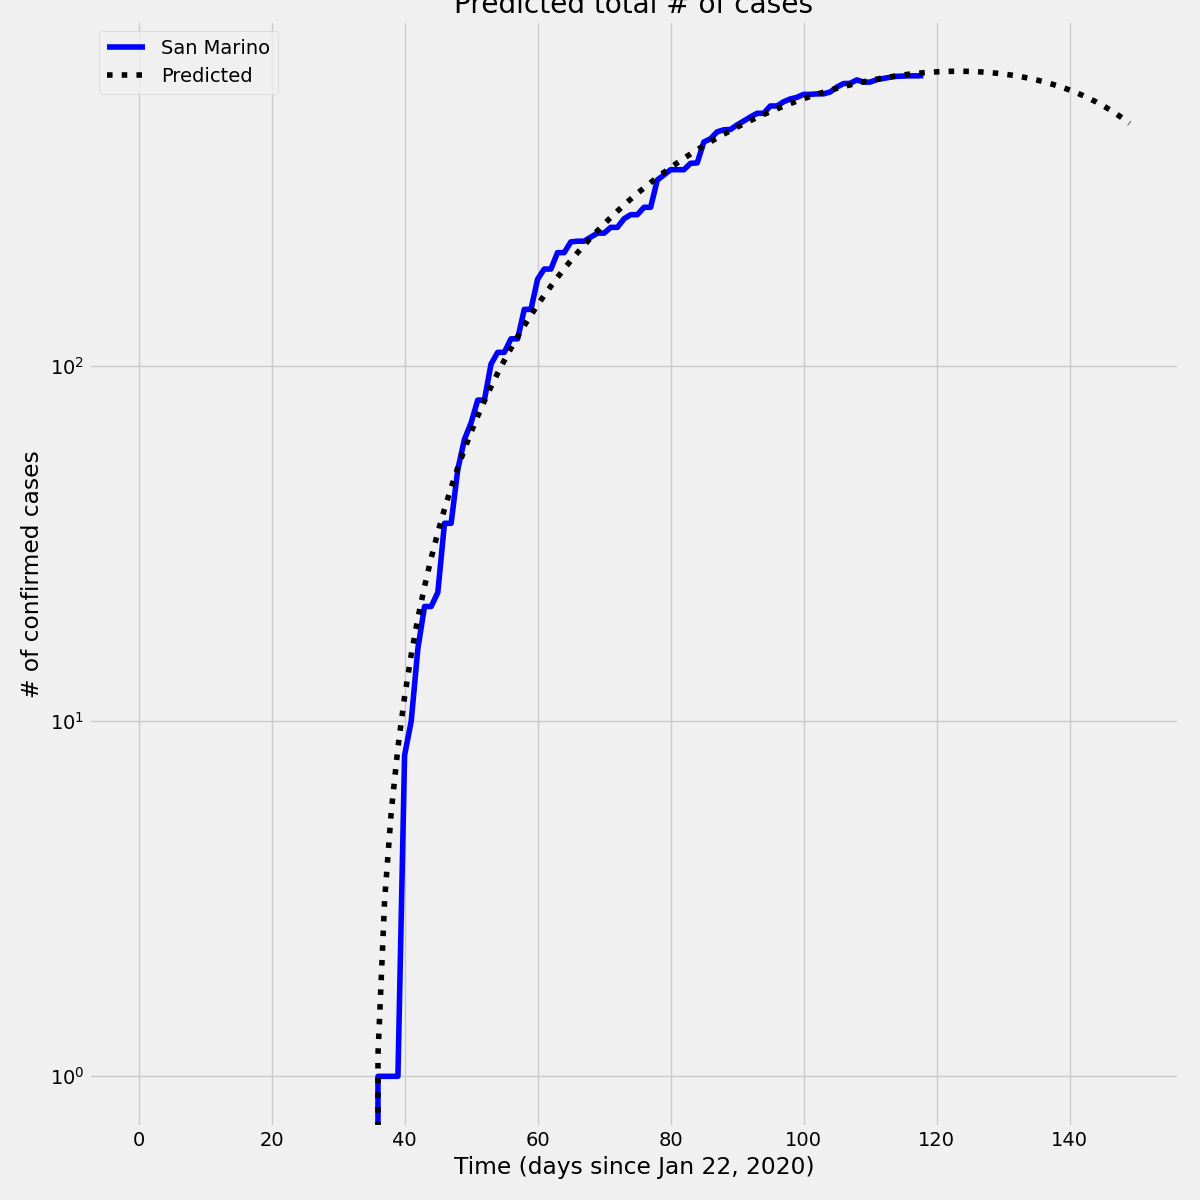 Predicted total # of cases
San Marino
Predicted
# of confirmed cases
10²
10¹
10⁰
0 20 40 60 80 100 120 140
Time (days since Jan 22, 2020)